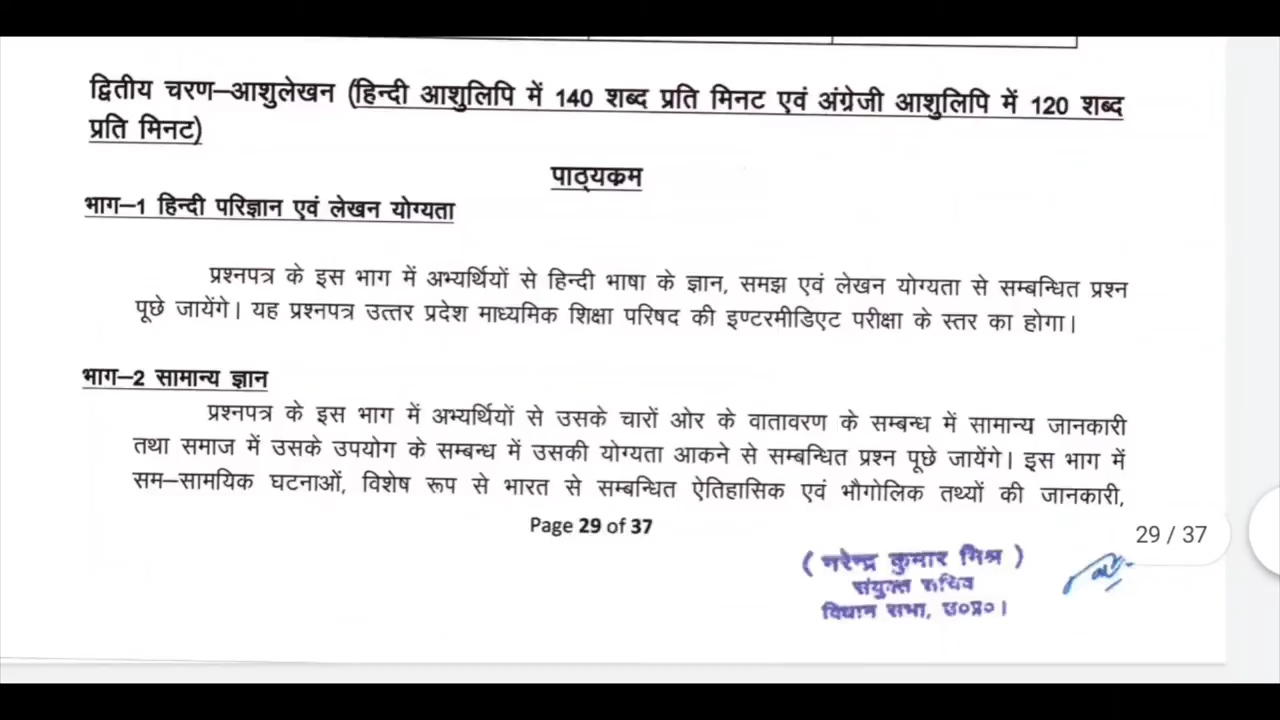 द्वितीय चरण–आशुलेखन (हिन्दी आशुलिपि में 140 शब्द प्रति मिनट एवं अंग्रेजी आशुलिपि में 120 शब्द
प्रति मिनट)
पाठ्यकम
भाग–1 हिन्दी परिज्ञान एवं लेखन योग्यता
प्रश्नपत्र के इस भाग में अभ्यर्थियों से हिन्दी भाषा के ज्ञान, समझ एवं लेखन योग्यता से सम्बन्धित प्रश्न
पूछे जायेंगे। यह प्रश्नपत्र उत्तर प्रदेश माध्यमिक शिक्षा परिषद की इण्टरमीडिएट परीक्षा के स्तर का होगा।
भाग–2 सामान्य ज्ञान
प्रश्नपत्र के इस भाग में अभ्यर्थियों से उसके चारों ओर के वातावरण के सम्बन्ध में सामान्य जानकारी
तथा समाज में उसके उपयोग के सम्बन्ध में उसकी योग्यता आकने से सम्बन्धित प्रश्न पूछे जायेंगे। इस भाग में
सम–सामयिक घटनाओं, विशेष रूप से भारत से सम्बन्धित ऐतिहासिक एवं भौगोलिक तथ्यों की जानकारी,
Page 29 of 37
29 / 37
( नरेन्द्र कुमार मिश्र )
संयुक्त सचिव
विधान सभा, उ०प्र०।